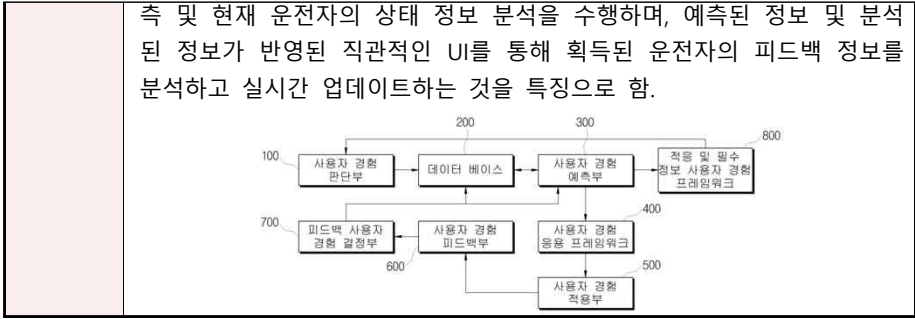 측 및 현재 운전자의 상태 정보 분석을 수행하며, 예측된 정보 및 분석
된 정보가 반영된 직관적인 UI를 통해 획득된 운전자의 피드백 정보를
분석하고 실시간 업데이트하는 것을 특징으로 함.
200
300
800
100
사용자 경험
판단부
데이터 베이스
사용자 경험
예측부
적응 및 필수
정보 사용자 경험
프레임워크
700
피드백 사용자
경험 결정부
600
사용자 경험
피드백부
400
사용자 경험
응용 프레임워크
500
사용자 경험
적용부